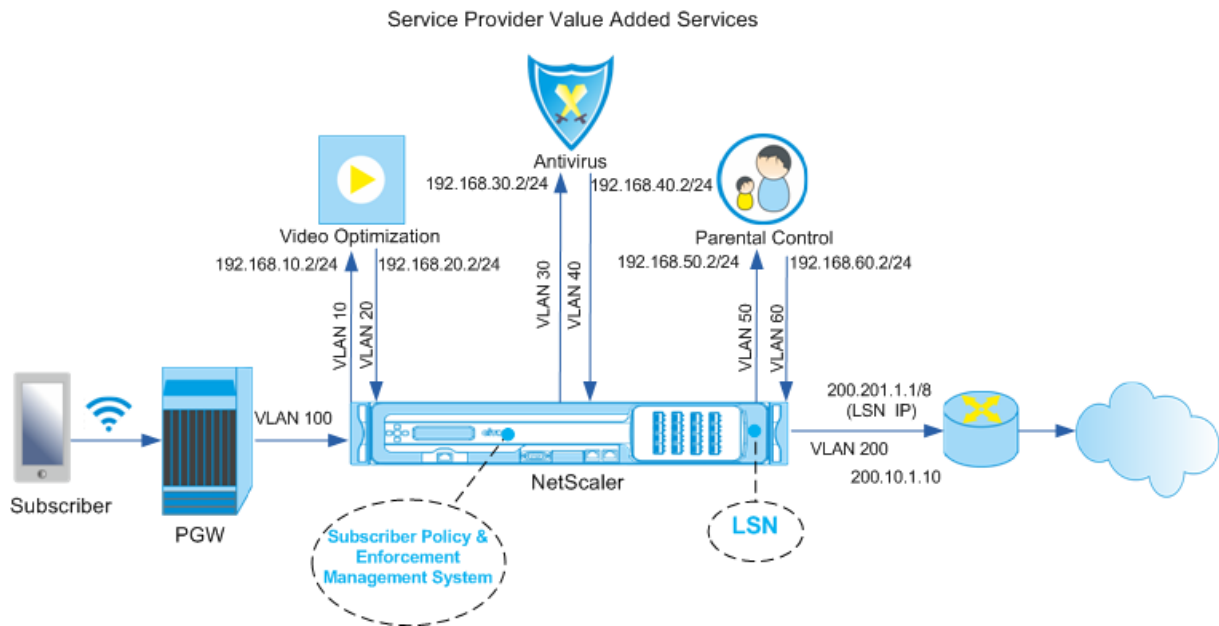 Service Provider Value Added Services
Antivirus
192.168.30.2/24
192.168.40.2/24
Video Optimization
Parental Control
192.168.10.2/24
192.168.20.2/24
192.168.50.2/24
192.168.60.2/24
VLAN 10
VLAN 20
VLAN 30
VLAN 40
VLAN 50
VLAN 60
VLAN 100
200.201.1.1/8
(LSN IP)
VLAN 200
200.10.1.10
NetScaler
Subscriber
PGW
Subscriber Policy &
Enforcement
Management System
LSN